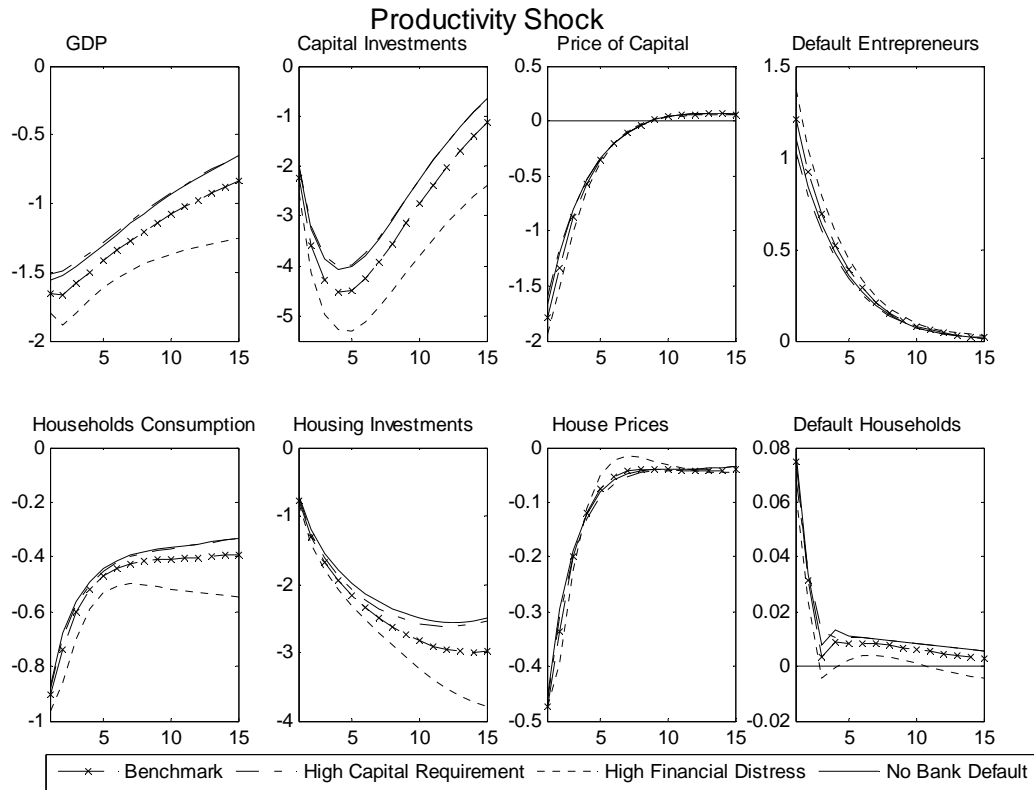 Productivity Shock
GDP
Capital Investments
Price of Capital
Default Entrepreneurs
0
-0.5
-1
-1.5
-2
5 10 15
0
-1
-2
-3
-4
-5
5 10 15
0.5
0
-0.5
-1
-1.5
-2
5 10 15
1.5
1
0.5
0
5 10 15
Households Consumption
Housing Investments
House Prices
Default Households
0
-0.2
-0.4
-0.6
-0.8
-1
5 10 15
0
-1
-2
-3
-4
5 10 15
0
-0.1
-0.2
-0.3
-0.4
-0.5
5 10 15
0.08
0.06
0.04
0.02
0
-0.02
5 10 15
Benchmark
High Capital Requirement
High Financial Distress
No Bank Default